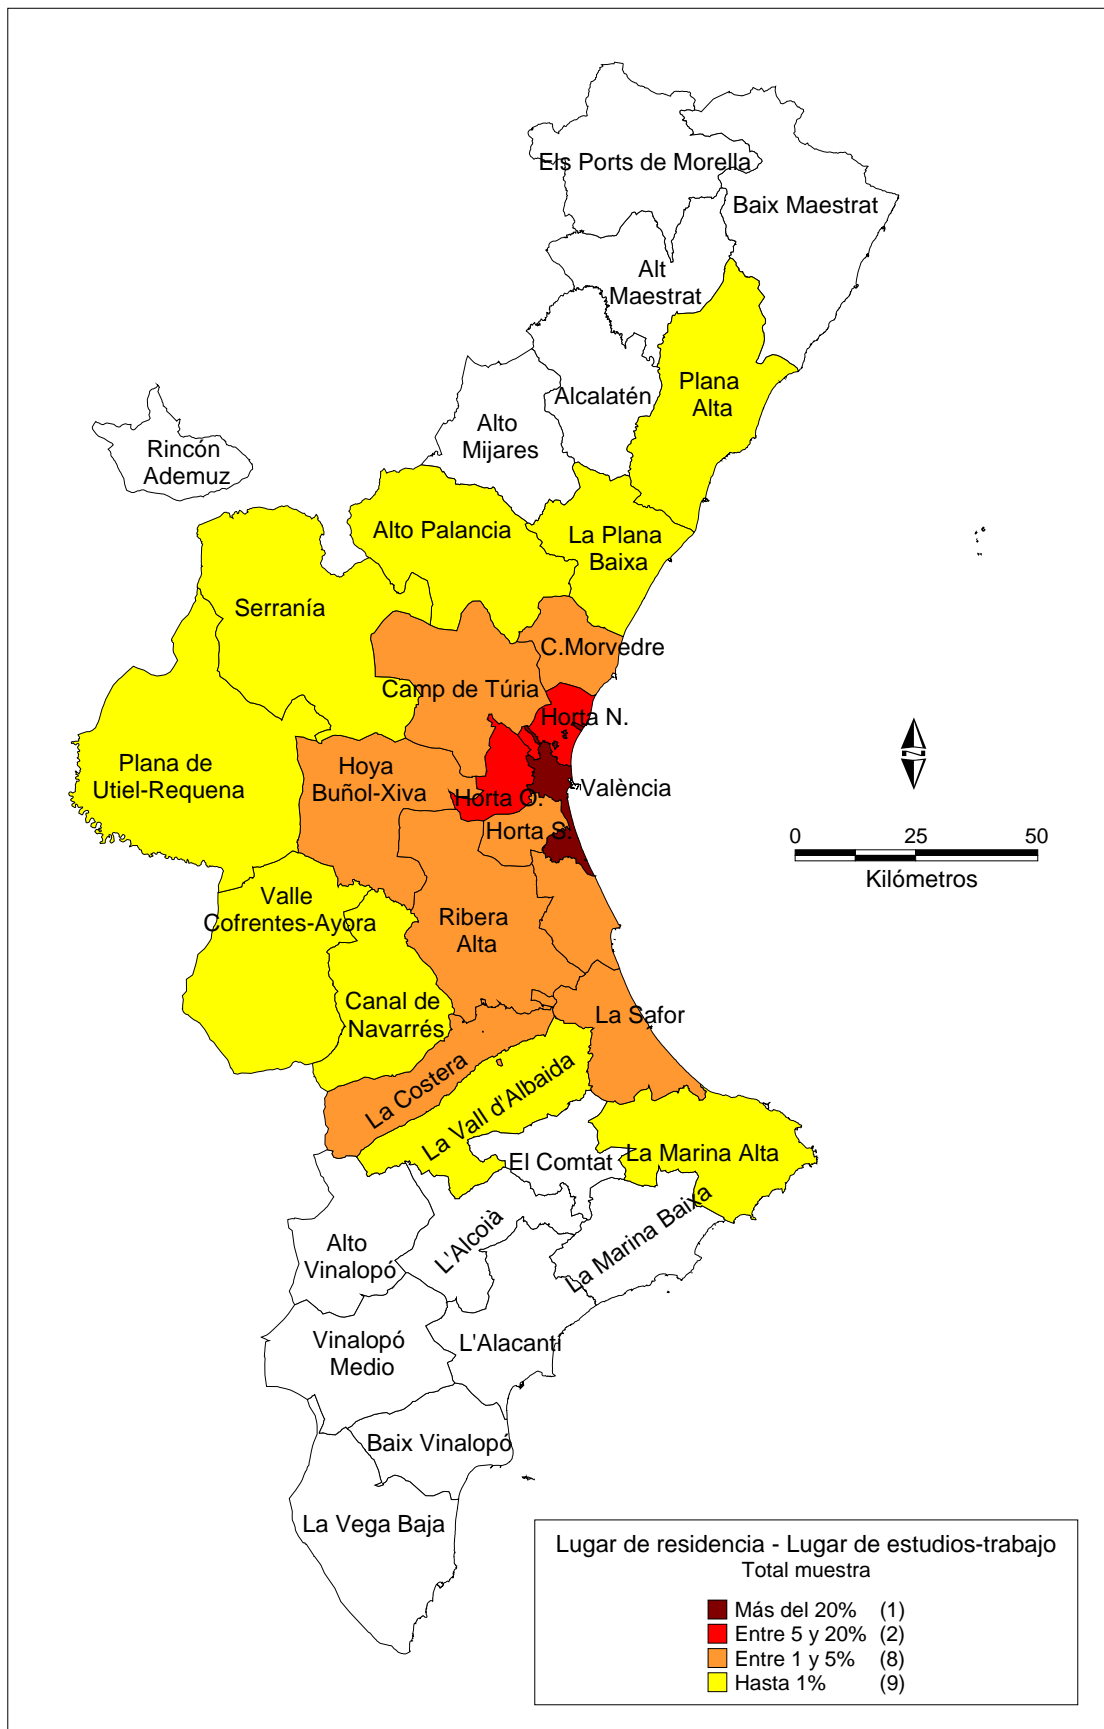 Els Ports de Morella
Baix Maestrat
Alt
Maestrat
Plana
Alta
Alcalatén
Alto
Mijares
Rincón
Ademuz
Alto Palancia
La Plana
Baixa
Serranía
C.Morvedre
Camp de Túria
Horta N.
Plana de
Utiel-Requena
Hoya
Buñol-Xiva
Horta O.
València
Horta S.
0 25 50
Kilómetros
Valle
Cofrentes-Ayora
Ribera
Alta
Canal de
Navarrés
La Safor
La Costera
La Vall d'Albaida
El Comtat
La Marina Alta
L'Alcoià
La Marina Baixa
Alto
Vinalopó
Vinalopó
Medio
L'Alacantí
Baix Vinalopó
La Vega Baja
Lugar de residencia - Lugar de estudios-trabajo
Total muestra
Más del 20% (1)
Entre 5 y 20% (2)
Entre 1 y 5% (8)
Hasta 1% (9)
N